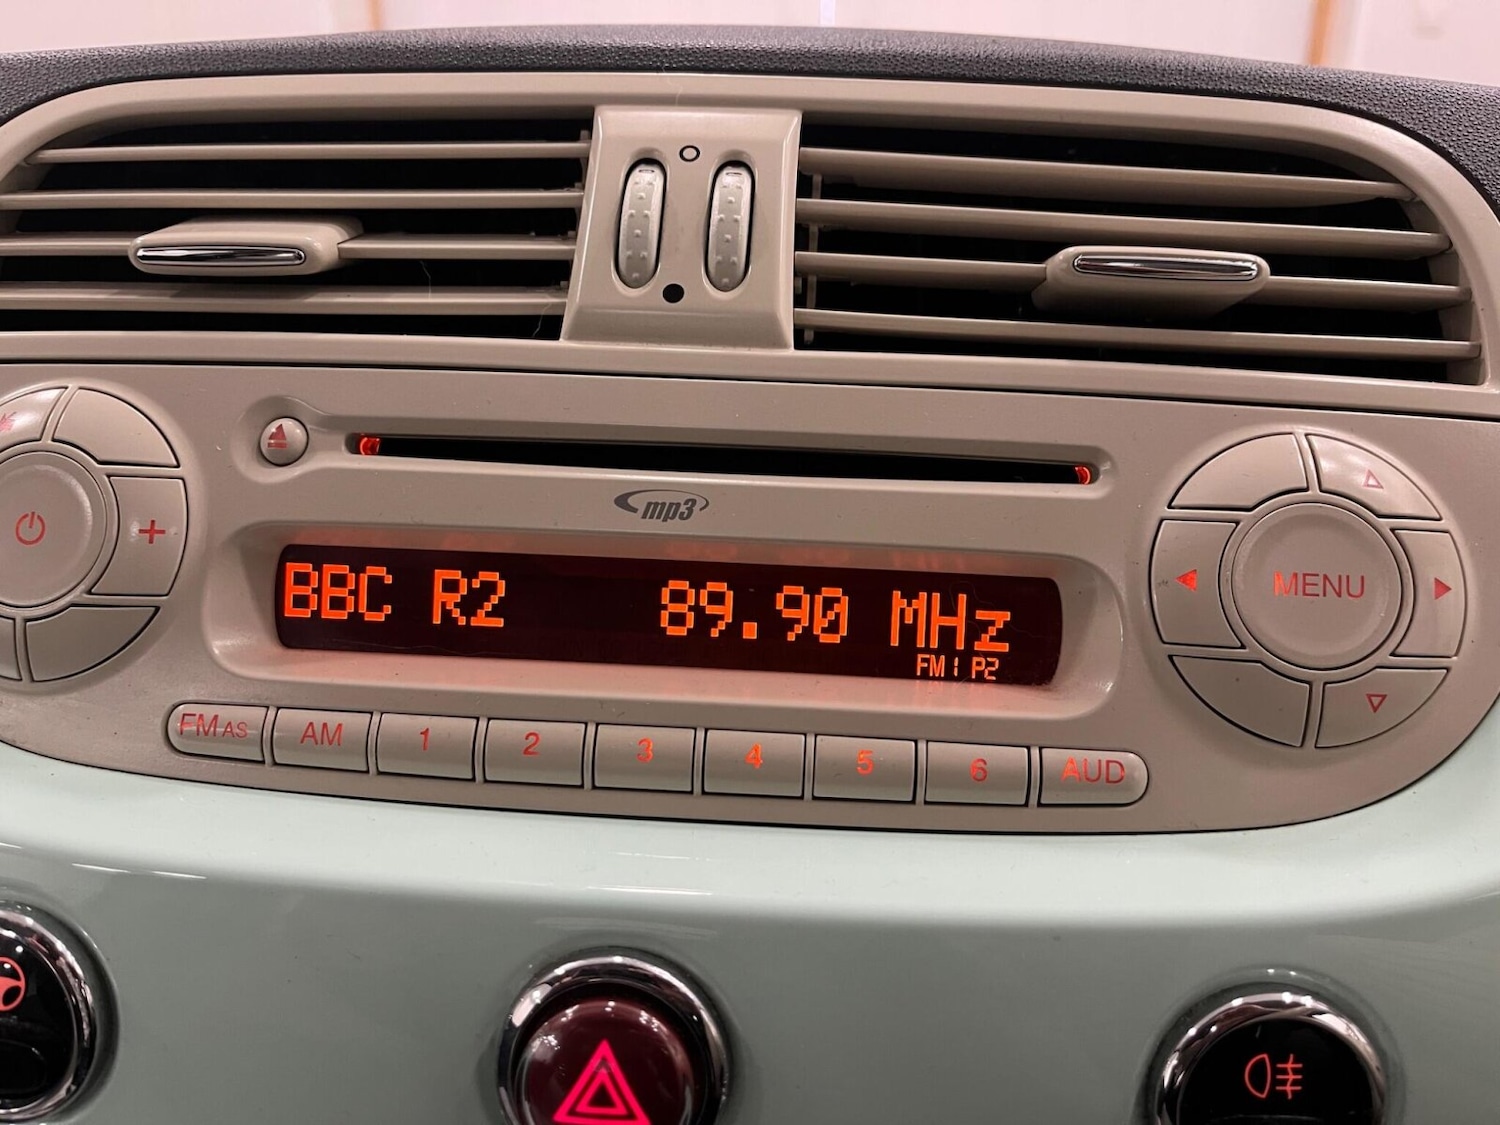 mp3
BBC R2 89.90 MHz
FM1 P2
FM AS AM 1 2 3 4 5 6 AUD
MENU